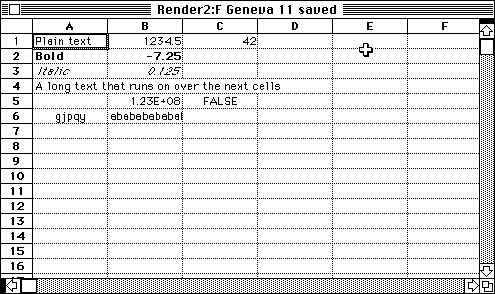 Render2:F Geneva 11 saved
A B C D E F
1 Plain text 1234.5 42
2 Bold -7.25
3 Italic 0.125
4 A long text that runs on over the next cells
5 1.23E+08 FALSE
6 gjpqy abababababab
7
8
9
10
11
12
13
14
15
16